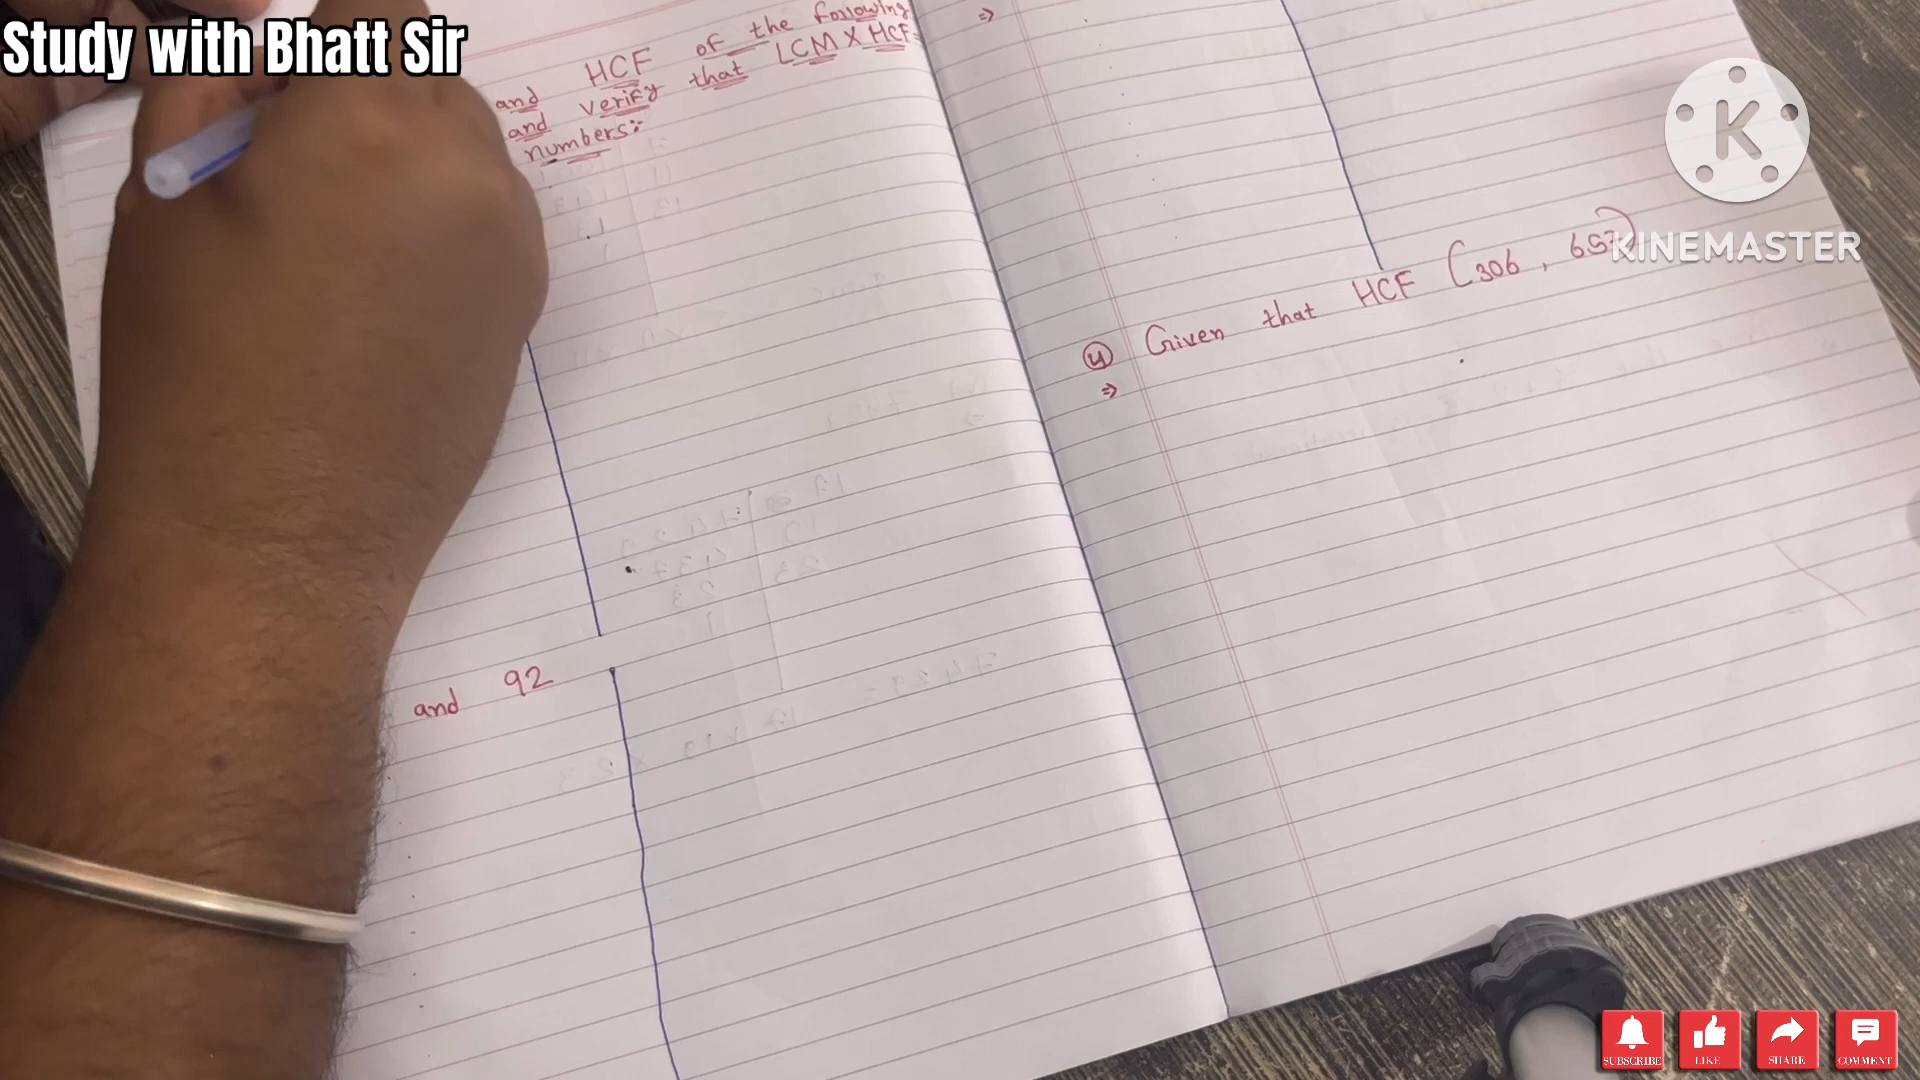 Study with Bhatt Sir
and HCF of the following
and verify that LCM X HCF=
numbers:-
and 92
⇒
④ Given that HCF (306, 657)
⇒
KINEMASTER
SUBSCRIBE
LIKE
SHARE
COMMENT